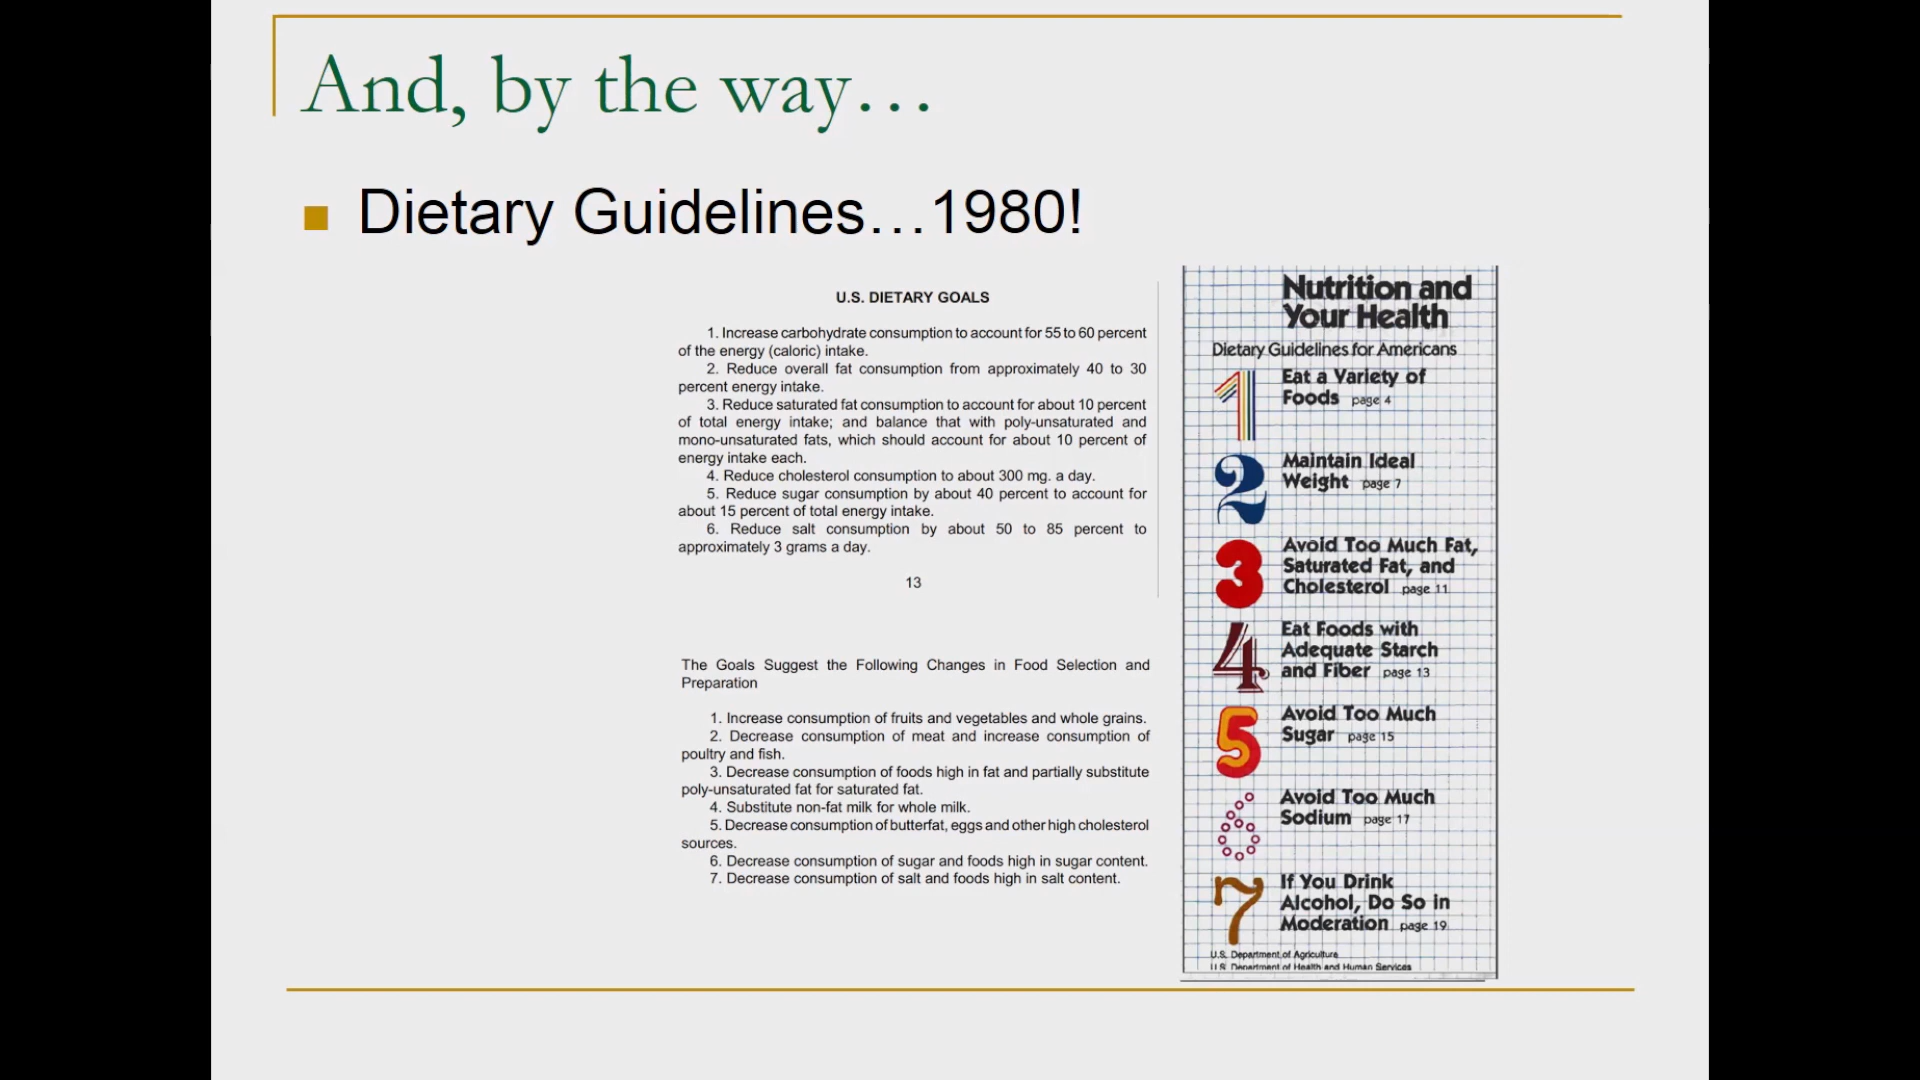 And, by the way…
Dietary Guidelines…1980!
U.S. DIETARY GOALS
1. Increase carbohydrate consumption to account for 55 to 60 percent
of the energy (caloric) intake.
2. Reduce overall fat consumption from approximately 40 to 30
percent energy intake.
3. Reduce saturated fat consumption to account for about 10 percent
of total energy intake; and balance that with poly-unsaturated and
mono-unsaturated fats, which should account for about 10 percent of
energy intake each.
4. Reduce cholesterol consumption to about 300 mg. a day.
5. Reduce sugar consumption by about 40 percent to account for
about 15 percent of total energy intake.
6. Reduce salt consumption by about 50 to 85 percent to
approximately 3 grams a day.
13
The Goals Suggest the Following Changes in Food Selection and
Preparation
1. Increase consumption of fruits and vegetables and whole grains.
2. Decrease consumption of meat and increase consumption of
poultry and fish.
3. Decrease consumption of foods high in fat and partially substitute
poly-unsaturated fat for saturated fat.
4. Substitute non-fat milk for whole milk.
5. Decrease consumption of butterfat, eggs and other high cholesterol
sources.
6. Decrease consumption of sugar and foods high in sugar content.
7. Decrease consumption of salt and foods high in salt content.
Nutrition and
Your Health
Dietary Guidelines for Americans
1 Eat a Variety of
Foods page 4
2 Maintain Ideal
Weight page 7
3 Avoid Too Much Fat,
Saturated Fat, and
Cholesterol page 11
4 Eat Foods with
Adequate Starch
and Fiber page 13
5 Avoid Too Much
Sugar page 15
6 Avoid Too Much
Sodium page 17
7 If You Drink
Alcohol, Do So in
Moderation page 19
U.S. Department of Agriculture
U.S. Department of Health and Human Services